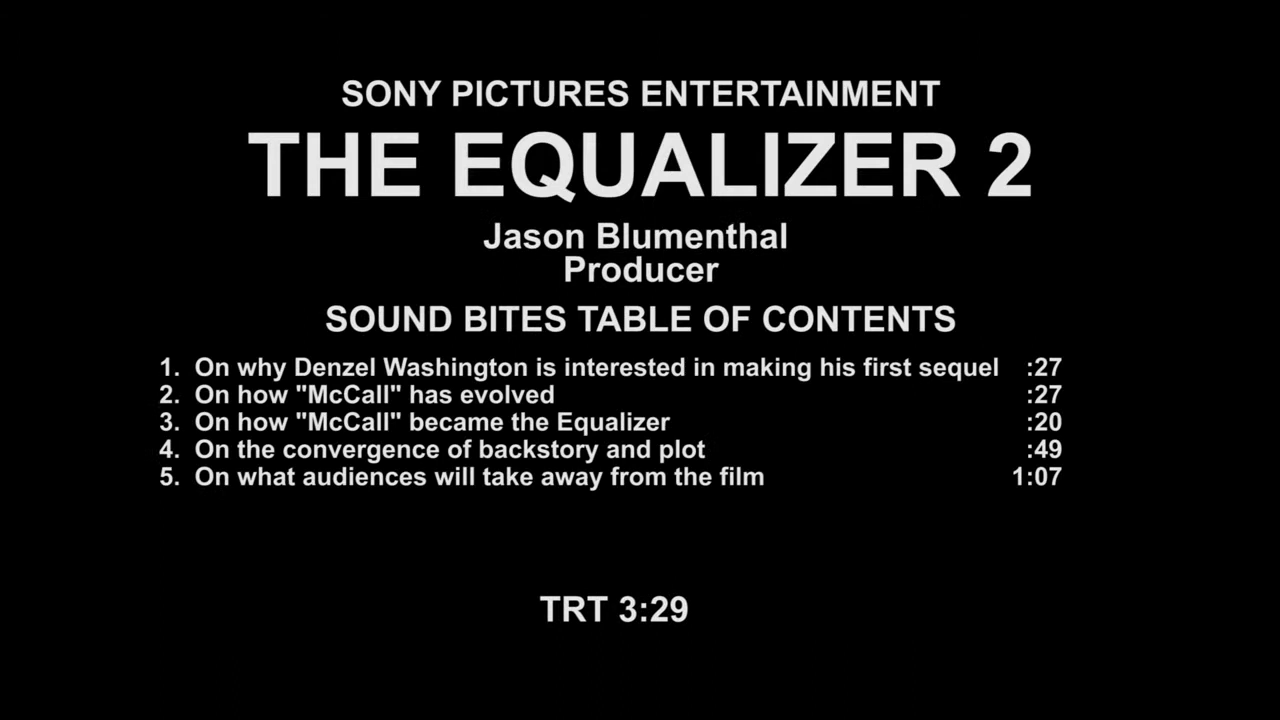 SONY PICTURES ENTERTAINMENT
THE EQUALIZER 2
Jason Blumenthal
Producer
SOUND BITES TABLE OF CONTENTS
1. On why Denzel Washington is interested in making his first sequel :27
2. On how "McCall" has evolved :27
3. On how "McCall" became the Equalizer :20
4. On the convergence of backstory and plot :49
5. On what audiences will take away from the film 1:07
TRT 3:29